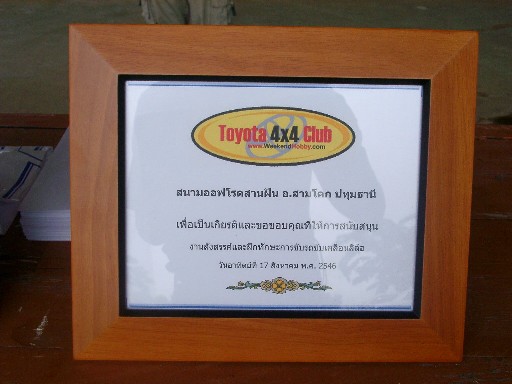 Toyota 4x4 Club
www.WeekendHobby.com
สนามออฟโรดสานฝัน อ.สามโคก ปทุมธานี
เพื่อเป็นเกียรติและขอขอบคุณที่ให้การสนับสนุน
งานสังสรรค์และฝึกทักษะการขับรถขับเคลื่อนสี่ล้อ
วันอาทิตย์ที่ 17 สิงหาคม พ.ศ. 2546